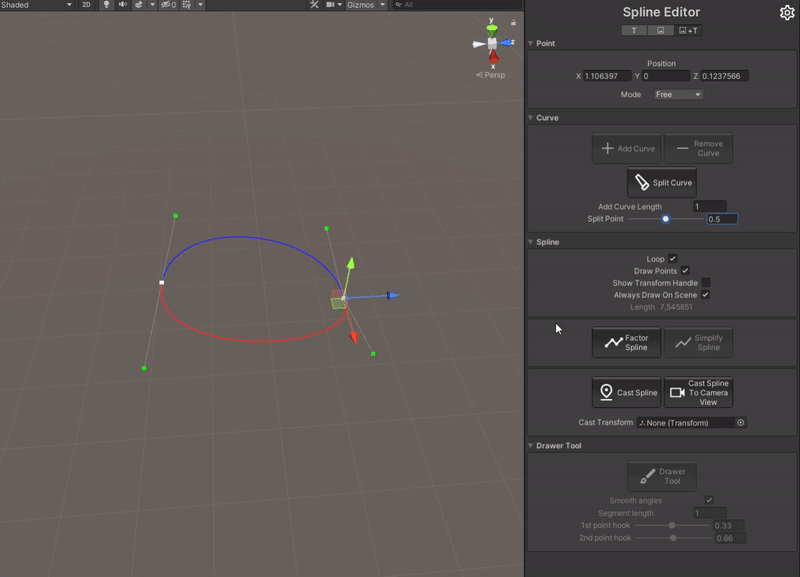 Shaded
2D
0
Gizmos
All
y
z
x
Persp
Spline Editor
T
+T
Point
Position
X 1.106397 Y 0 Z 0.1237566
Mode Free
Curve
Add Curve
Remove Curve
Split Curve
Add Curve Length 1
Split Point 0.5
Spline
Loop
Draw Points
Show Transform Handle
Always Draw On Scene
Length 7,545851
Factor Spline
Simplify Spline
Cast Spline
Cast Spline To Camera View
Cast Transform None (Transform)
Drawer Tool
Drawer Tool
Smooth angles
Segment length 1
1st point hook 0.33
2nd point hook 0.66